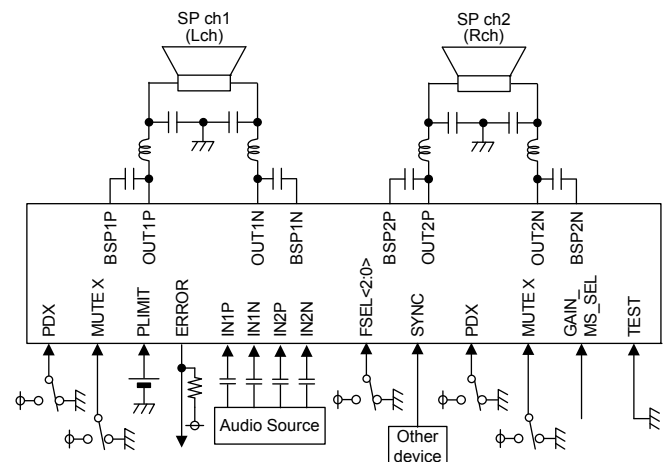 SP ch1
(Lch)
SP ch2
(Rch)
BSP1P
OUT1P
OUT1N
BSP1N
BSP2P
OUT2P
OUT2N
BSP2N
PDX
MUTE X
PLIMIT
ERROR
IN1P
IN1N
IN2P
IN2N
FSEL<2:0>
SYNC
PDX
MUTE X
GAIN_
MS_SEL
TEST
Audio Source
Other
device